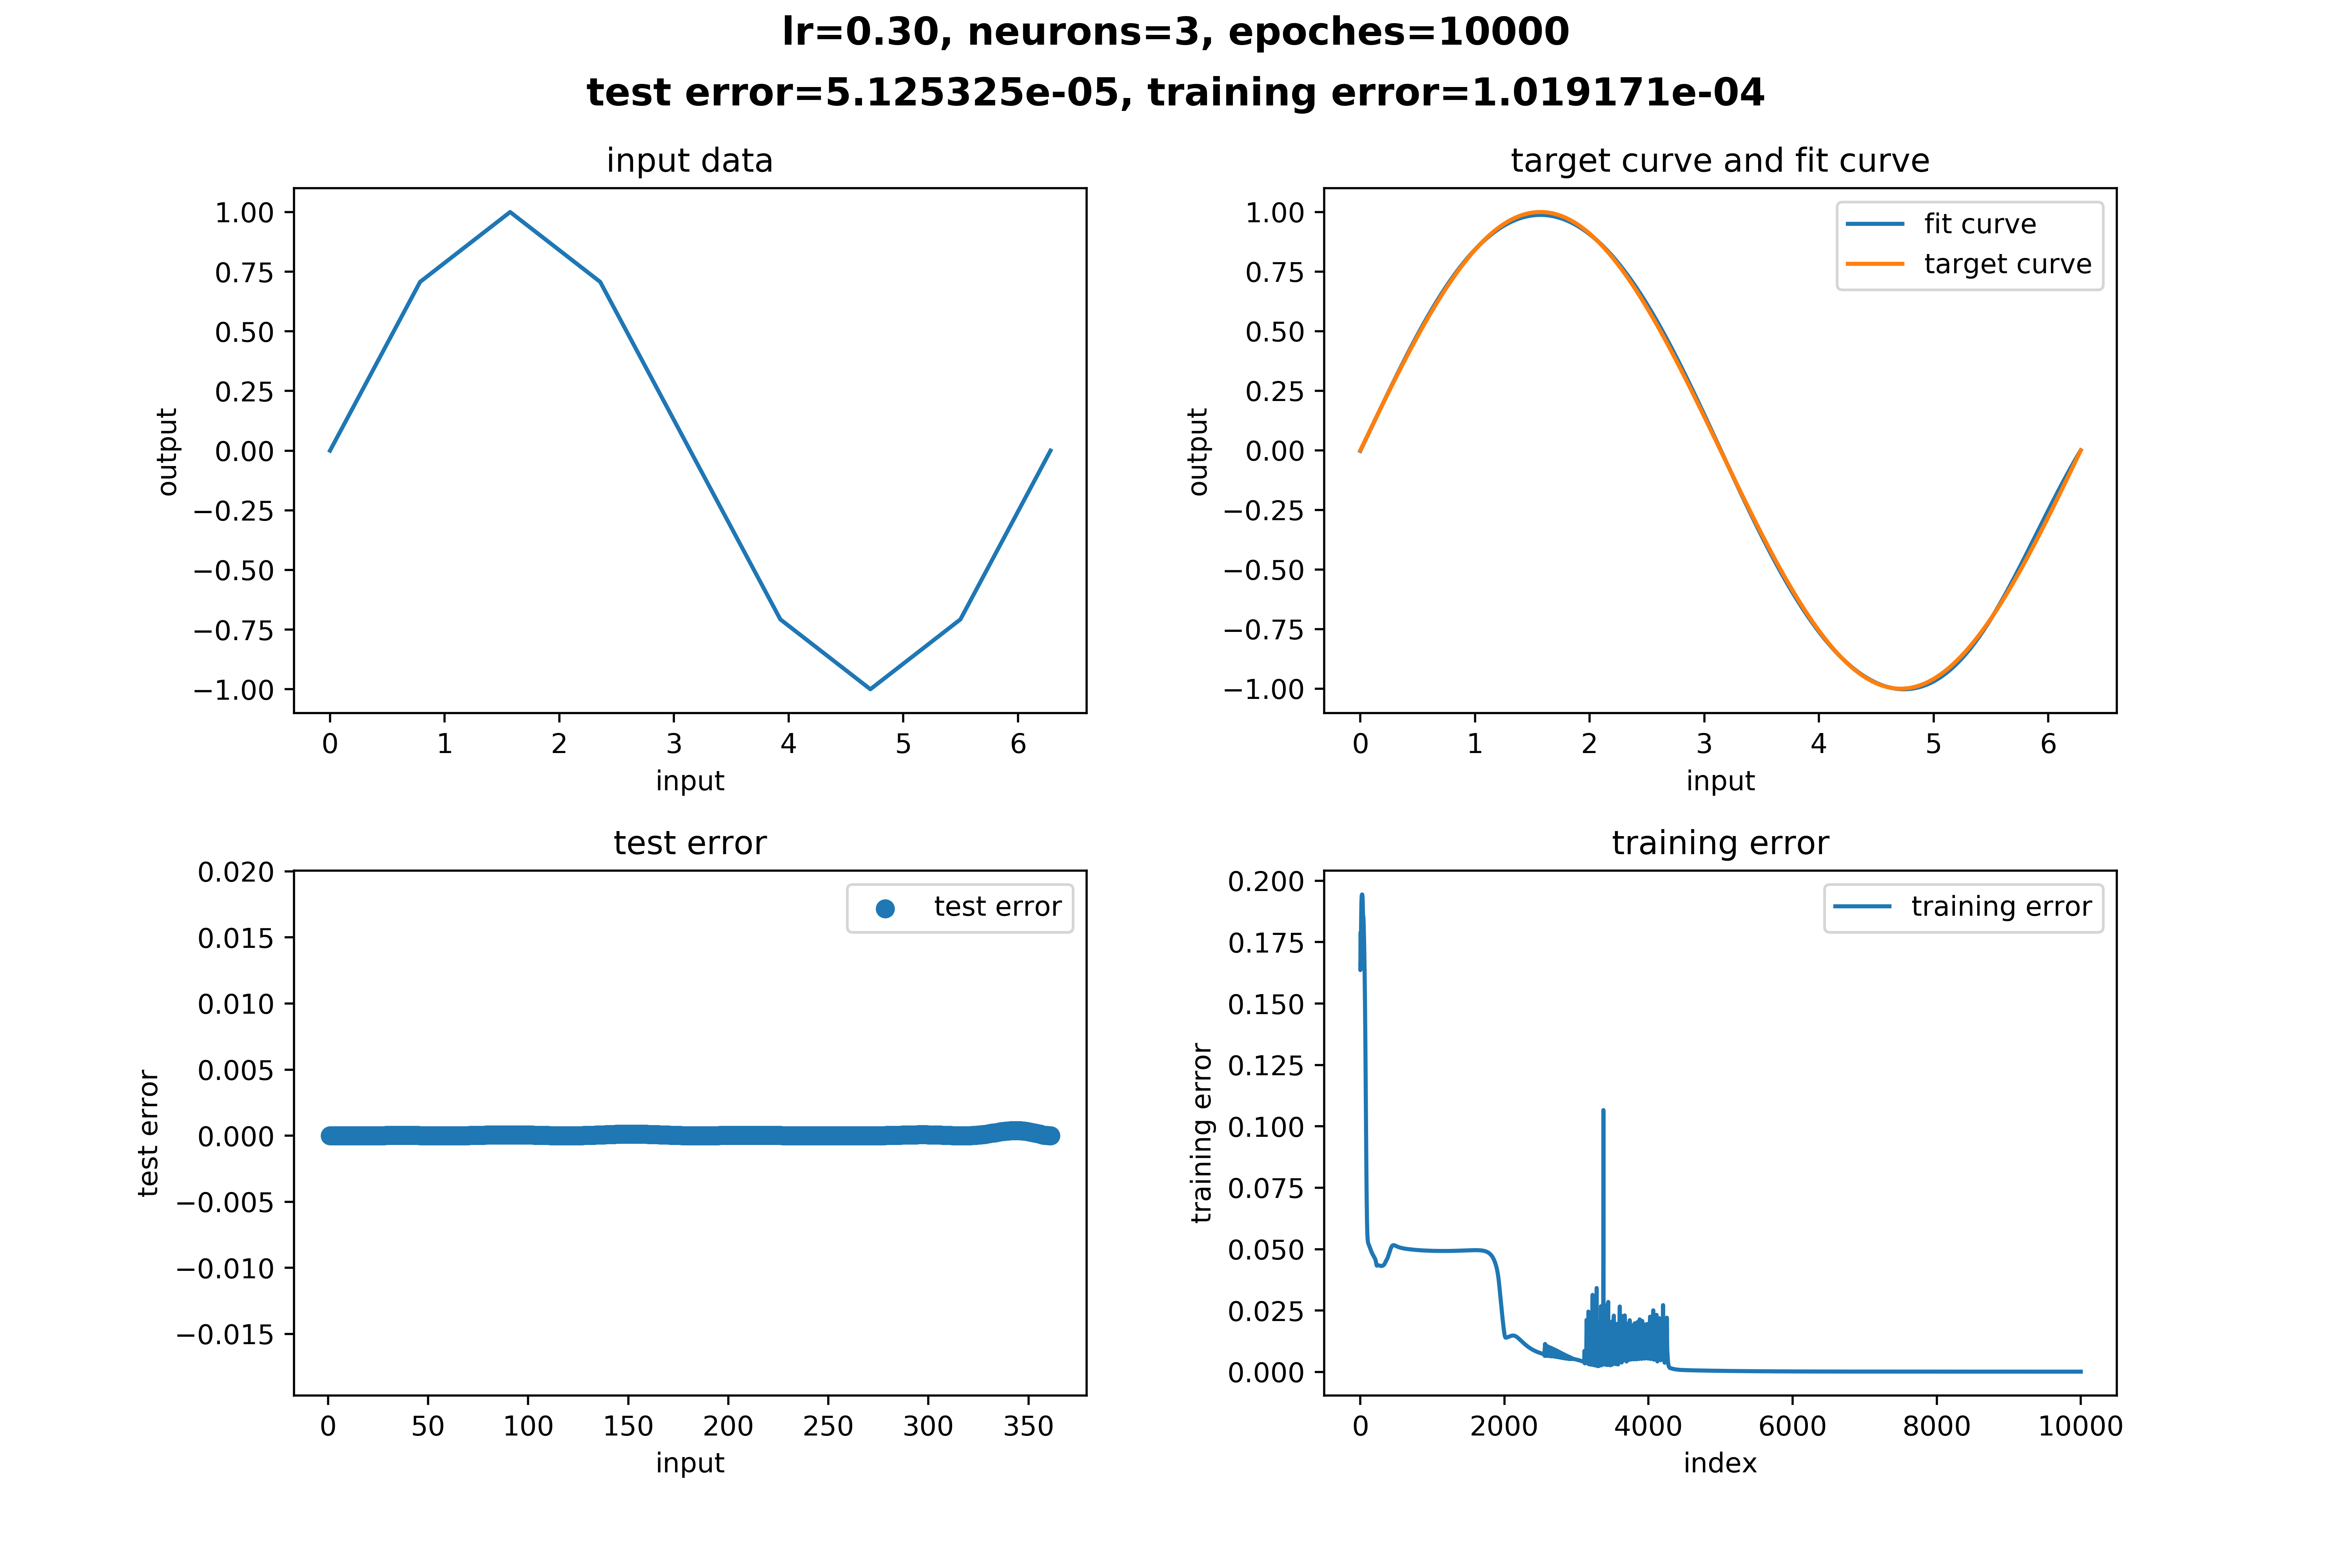 lr=0.30, neurons=3, epoches=10000
test error=5.125325e-05, training error=1.019171e-04
input data
1.00
0.75
0.50
0.25
0.00
−0.25
−0.50
−0.75
−1.00
output
0 1 2 3 4 5 6
input
target curve and fit curve
fit curve
target curve
1.00
0.75
0.50
0.25
0.00
−0.25
−0.50
−0.75
−1.00
output
0 1 2 3 4 5 6
input
test error
test error
0.020
0.015
0.010
0.005
0.000
−0.005
−0.010
−0.015
test error
0 50 100 150 200 250 300 350
input
training error
training error
0.200
0.175
0.150
0.125
0.100
0.075
0.050
0.025
0.000
training error
0 2000 4000 6000 8000 10000
index